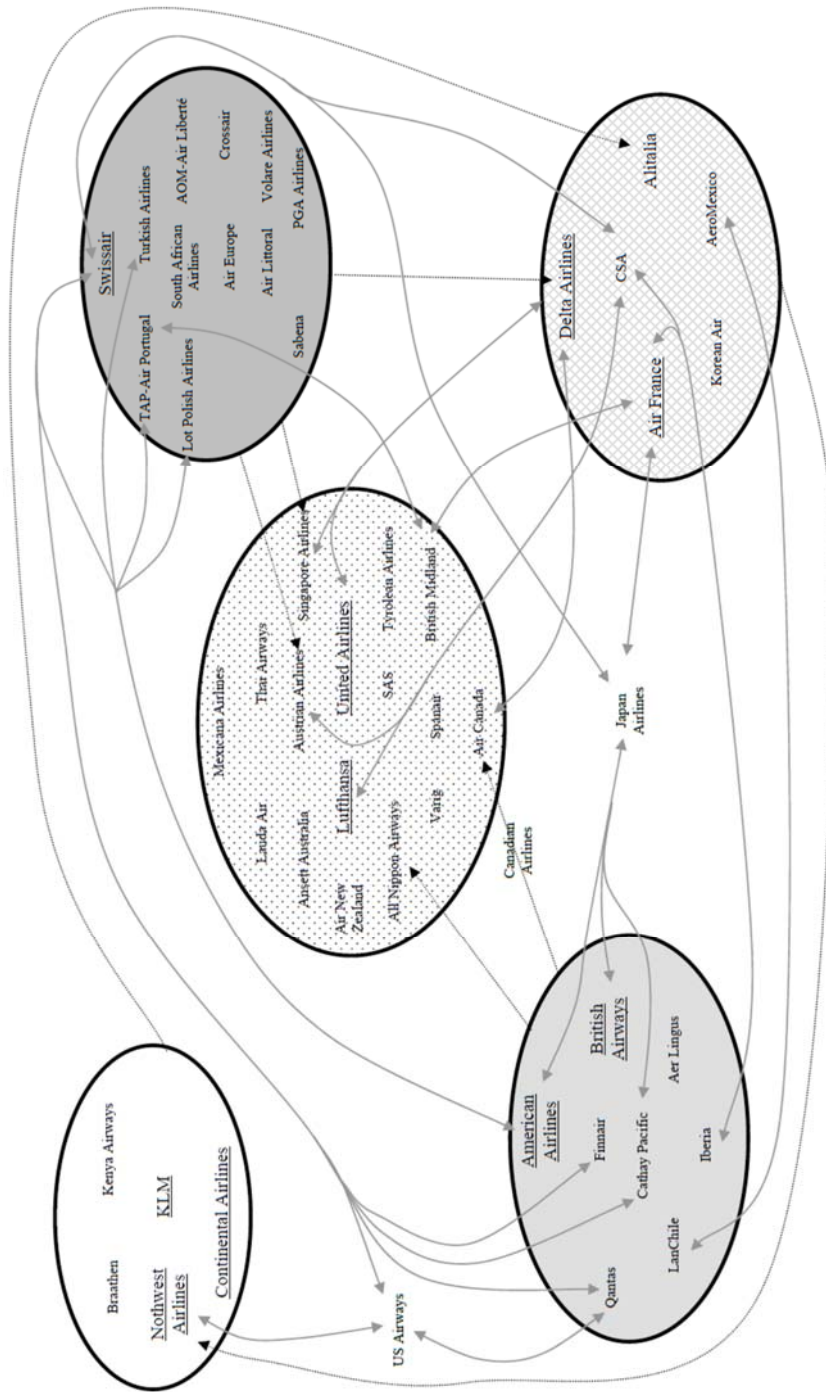 Braathen
Kenya Airways
Nothwest
Airlines
KLM
Continental Airlines
US Airways
Mexicana Airlines
Lauda Air
Thai Airways
Ansett Australia
Austrian Airlines
Singapore Airlines
Air New
Zealand
Lufthansa
United Airlines
All Nippon Airways
SAS
Tyrolean Airlines
Varig
Spanair
British Midland
Air Canada
Swissair
TAP-Air Portugal
Turkish Airlines
Lot Polish Airlines
South African
Airlines
AOM-Air Liberté
Air Europe
Crossair
Air Littoral
Volare Airlines
Sabena
PGA Airlines
Canadian
Airlines
American
Airlines
Qantas
Finnair
British
Airways
Cathay Pacific
LanChile
Aer Lingus
Iberia
Japan
Airlines
Delta Airlines
CSA
Alitalia
Air France
Korean Air
AeroMexico